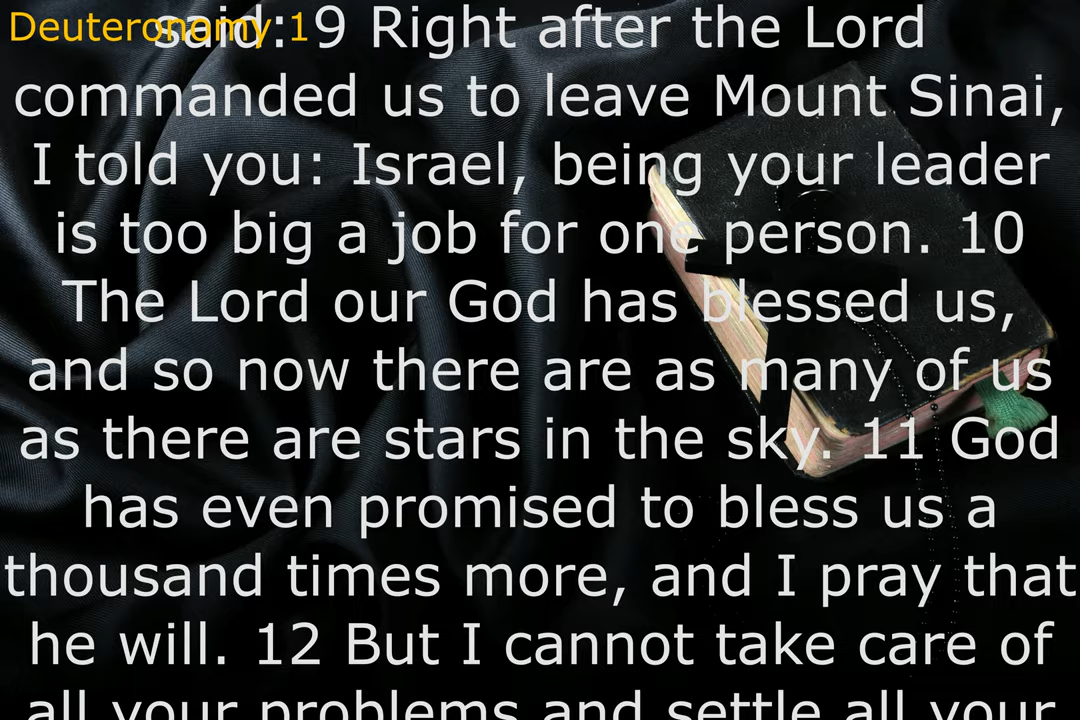 Deuteronomy 1
said: 9 Right after the Lord
commanded us to leave Mount Sinai,
I told you: Israel, being your leader
is too big a job for one person. 10
The Lord our God has blessed us,
and so now there are as many of us
as there are stars in the sky. 11 God
has even promised to bless us a
thousand times more, and I pray that
he will. 12 But I cannot take care of
all your problems and settle all your